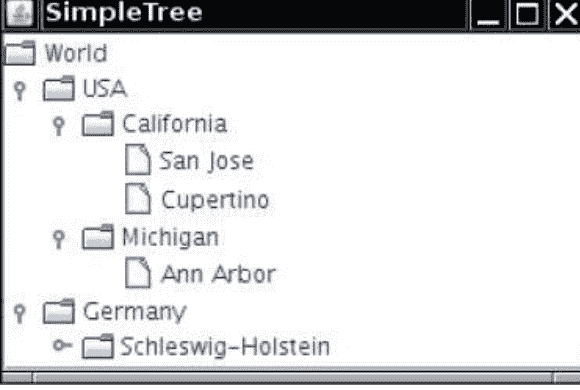 SimpleTree
World
USA
California
San Jose
Cupertino
Michigan
Ann Arbor
Germany
Schleswig-Holstein